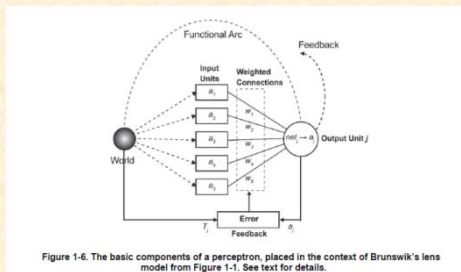 Functional Arc
Feedback
Input
Units
Weighted
Connections
a₁
a₂
a₃
a₄
a₅
w₁
w₂
w₃
w₄
w₅
World
netⱼ → aⱼ
Output Unit j
Tⱼ
Error
aⱼ
Feedback
Figure 1-6. The basic components of a perceptron, placed in the context of Brunswik's lens
model from Figure 1-1. See text for details.